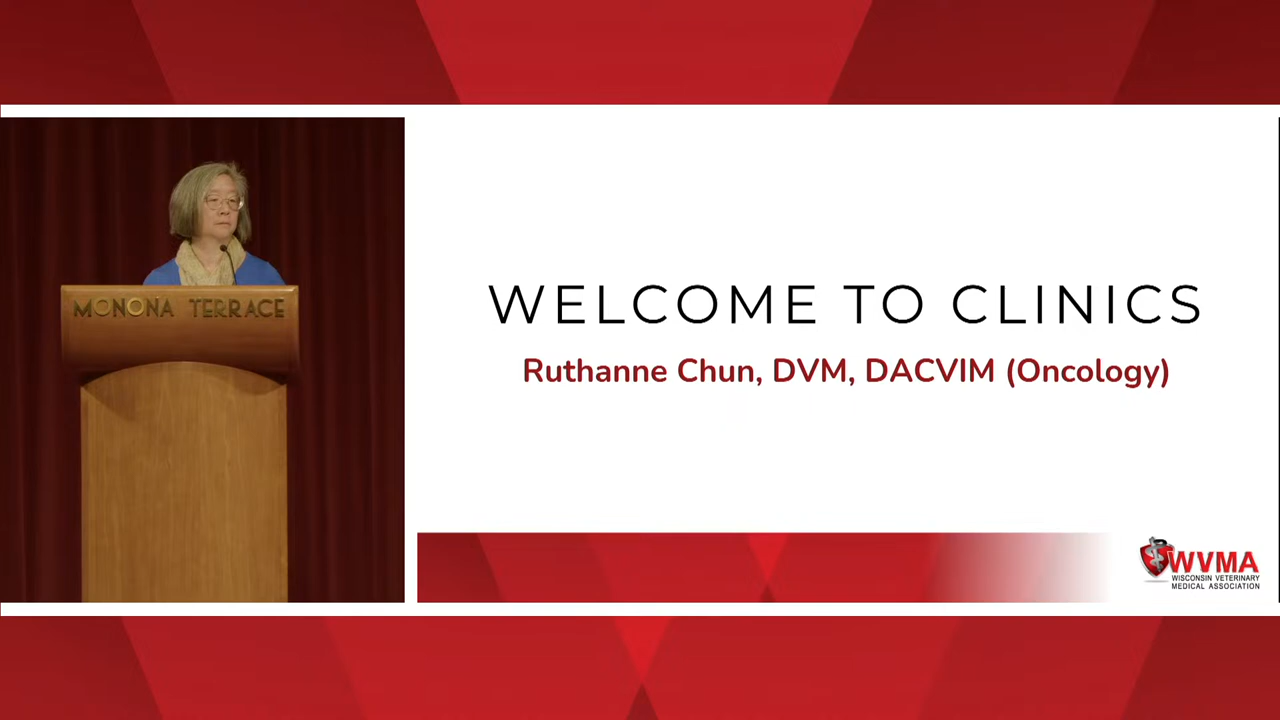 MONONA TERRACE
WELCOME TO CLINICS
Ruthanne Chun, DVM, DACVIM (Oncology)
WVMA
WISCONSIN VETERINARY
MEDICAL ASSOCIATION